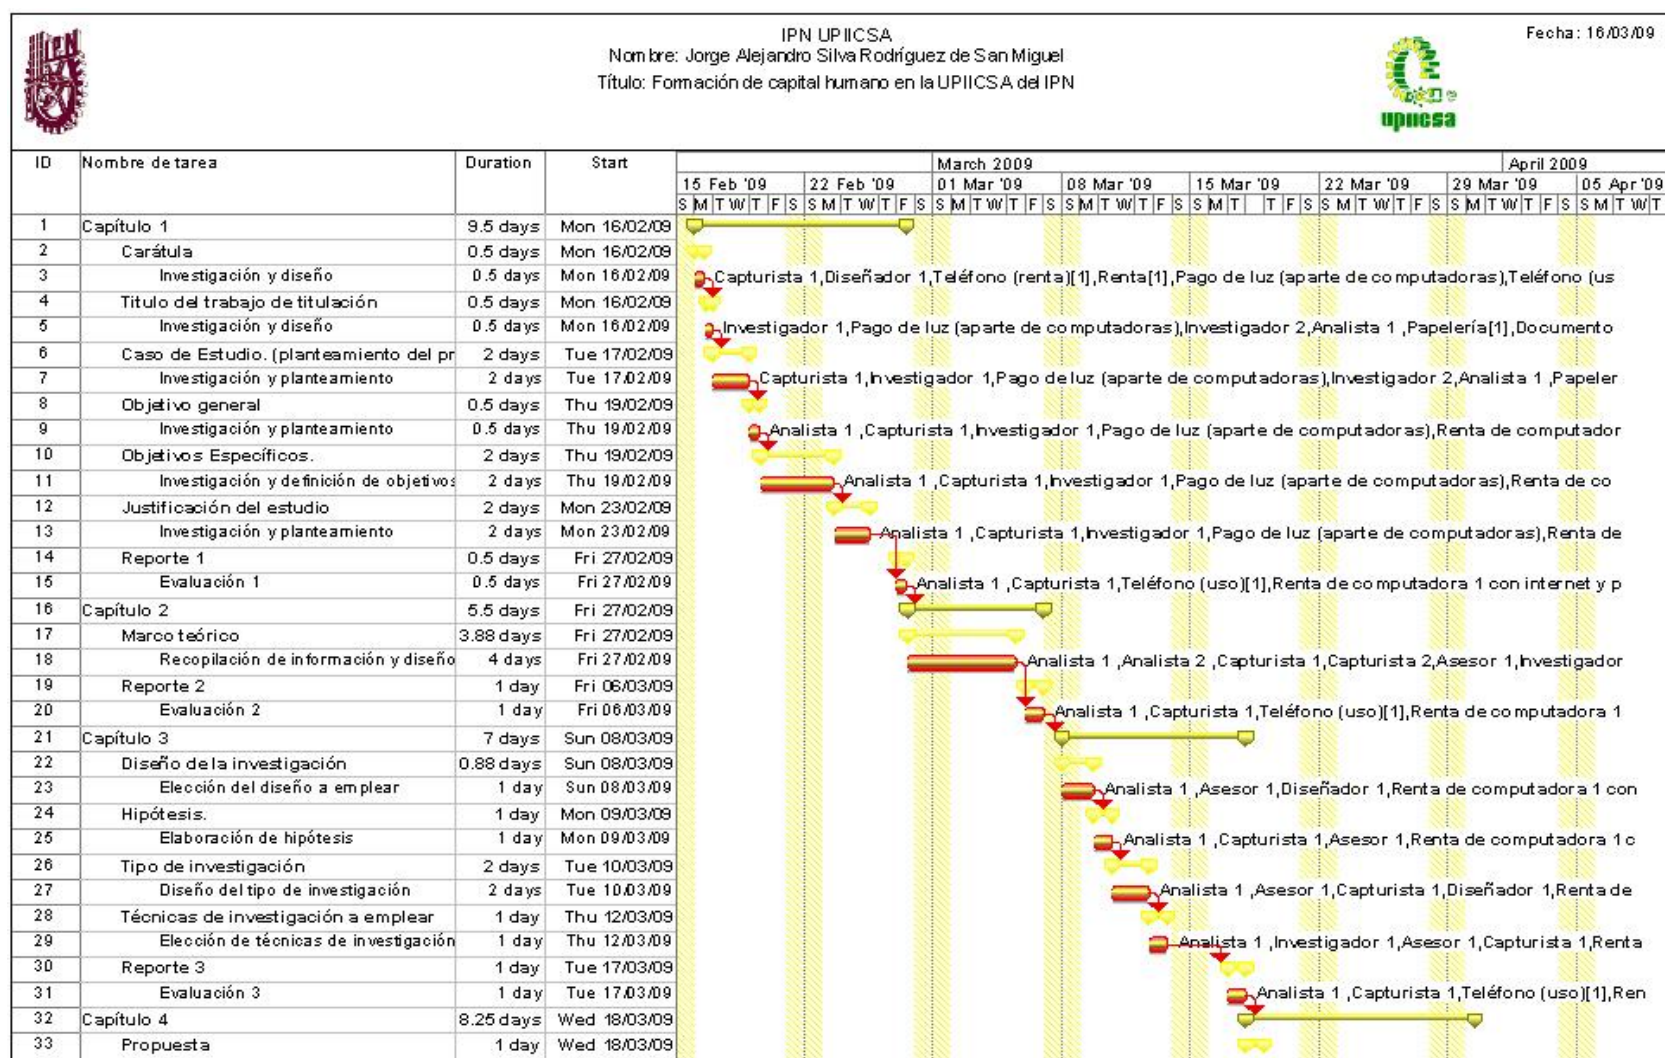 IPN UPIICSA
Nombre: Jorge Alejandro Silva Rodríguez de San Miguel
Título: Formación de capital humano en la UPIICSA del IPN
Fecha: 16/03/09
IPN
upiicsa
ID Nombre de tarea Duration Start
March 2009 April 2009
15 Feb '09 22 Feb '09 01 Mar '09 08 Mar '09 15 Mar '09 22 Mar '09 29 Mar '09 05 Apr '09
S M T W T F S S M T W T F S S M T W T F S S M T W T F S S M T T F S S M T W T F S S M T W T F S S M T W T
1 Capítulo 1 9.5 days Mon 16/02/09
2 Carátula 0.5 days Mon 16/02/09
3 Investigación y diseño 0.5 days Mon 16/02/09 Capturista 1,Diseñador 1,Teléfono (renta)[1],Renta[1],Pago de luz (aparte de computadoras),Teléfono (us
4 Titulo del trabajo de titulación 0.5 days Mon 16/02/09
5 Investigación y diseño 0.5 days Mon 16/02/09 Investigador 1,Pago de luz (aparte de computadoras),Investigador 2,Analista 1 ,Papelería[1],Documento
6 Caso de Estudio. (planteamiento del pr 2 days Tue 17/02/09
7 Investigación y planteamiento 2 days Tue 17/02/09 Capturista 1,Investigador 1,Pago de luz (aparte de computadoras),Investigador 2,Analista 1 ,Papeler
8 Objetivo general 0.5 days Thu 19/02/09
9 Investigación y planteamiento 0.5 days Thu 19/02/09 Analista 1 ,Capturista 1,Investigador 1,Pago de luz (aparte de computadoras),Renta de computador
10 Objetivos Específicos. 2 days Thu 19/02/09
11 Investigación y definición de objetivos 2 days Thu 19/02/09 Analista 1 ,Capturista 1,Investigador 1,Pago de luz (aparte de computadoras),Renta de co
12 Justificación del estudio 2 days Mon 23/02/09
13 Investigación y planteamiento 2 days Mon 23/02/09 Analista 1 ,Capturista 1,Investigador 1,Pago de luz (aparte de computadoras),Renta de
14 Reporte 1 0.5 days Fri 27/02/09
15 Evaluación 1 0.5 days Fri 27/02/09 Analista 1 ,Capturista 1,Teléfono (uso)[1],Renta de computadora 1 con internet y p
16 Capítulo 2 5.5 days Fri 27/02/09
17 Marco teórico 3.88 days Fri 27/02/09
18 Recopilación de información y diseño 4 days Fri 27/02/09 Analista 1 ,Analista 2 ,Capturista 1,Capturista 2,Asesor 1,Investigador
19 Reporte 2 1 day Fri 06/03/09
20 Evaluación 2 1 day Fri 06/03/09 Analista 1 ,Capturista 1,Teléfono (uso)[1],Renta de computadora 1
21 Capítulo 3 7 days Sun 08/03/09
22 Diseño de la investigación 0.88 days Sun 08/03/09
23 Elección del diseño a emplear 1 day Sun 08/03/09 Analista 1 ,Asesor 1,Diseñador 1,Renta de computadora 1 con
24 Hipótesis. 1 day Mon 09/03/09
25 Elaboración de hipótesis 1 day Mon 09/03/09 Analista 1 ,Capturista 1,Asesor 1,Renta de computadora 1 c
26 Tipo de investigación 2 days Tue 10/03/09
27 Diseño del tipo de investigación 2 days Tue 10/03/09 Analista 1 ,Asesor 1,Capturista 1,Diseñador 1,Renta de
28 Técnicas de investigación a emplear 1 day Thu 12/03/09
29 Elección de técnicas de investigación 1 day Thu 12/03/09 Analista 1 ,Investigador 1,Asesor 1,Capturista 1,Renta
30 Reporte 3 1 day Tue 17/03/09
31 Evaluación 3 1 day Tue 17/03/09 Analista 1 ,Capturista 1,Teléfono (uso)[1],Ren
32 Capítulo 4 8.25 days Wed 18/03/09
33 Propuesta 1 day Wed 18/03/09